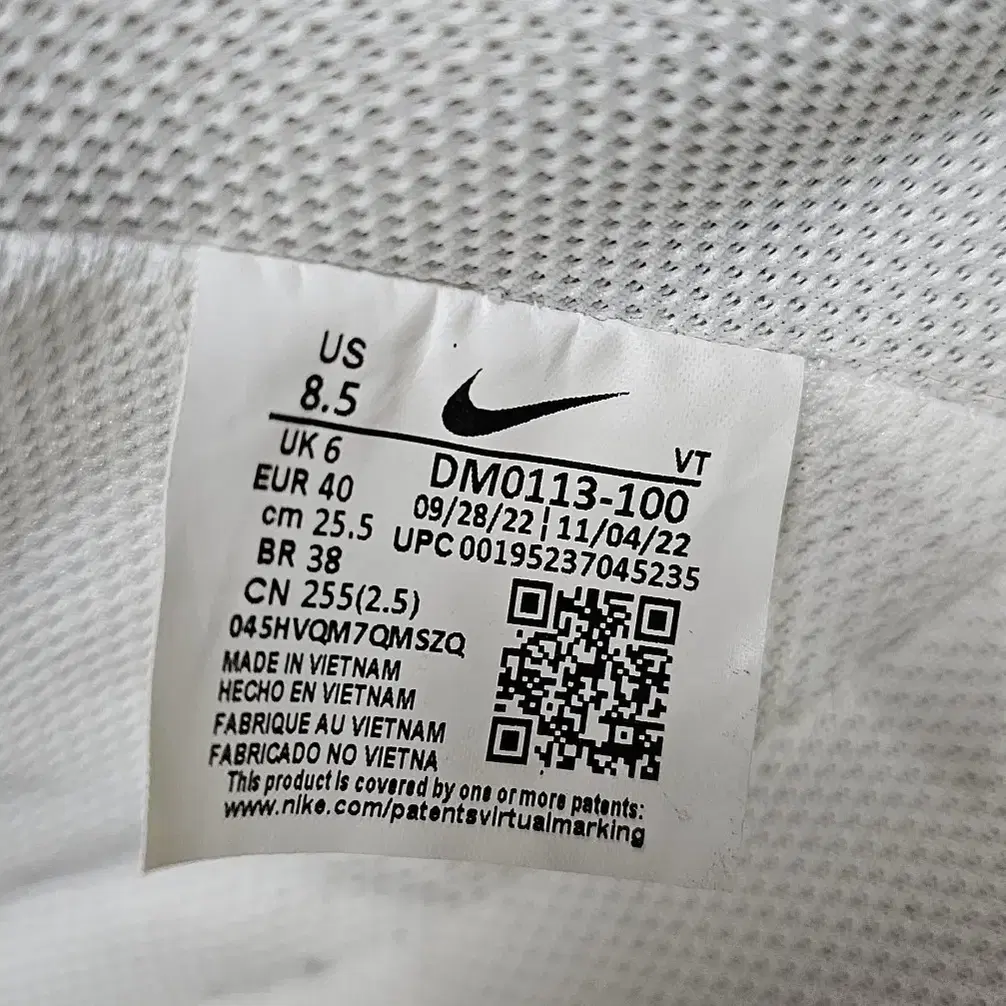 US
8.5
UK 6
EUR 40
cm 25.5
BR 38
CN 255(2.5)
VT
DM0113-100
09/28/22 | 11/04/22
UPC 00195237045235
045HVQM7QMSZQ
MADE IN VIETNAM
HECHO EN VIETNAM
FABRIQUE AU VIETNAM
FABRICADO NO VIETNA
This product is covered by one or more patents:
www.nike.com/patentsvirtualmarking